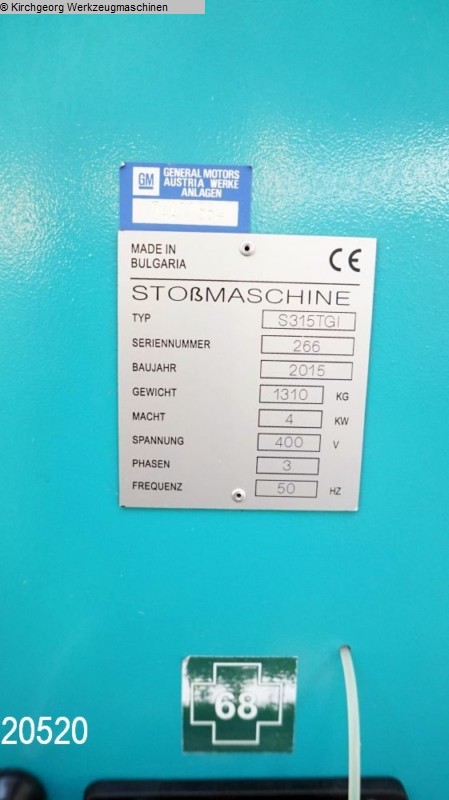 © Kirchgeorg Werkzeugmaschinen
GM
GENERAL MOTORS
AUSTRIA WERKE
ANLAGEN
MADE IN
BULGARIA
CE
STOßMASCHINE
TYP S315TGI
SERIENNUMMER 266
BAUJAHR 2015
GEWICHT 1310 KG
MACHT 4 KW
SPANNUNG 400 V
PHASEN 3
FREQUENZ 50 HZ
68
20520